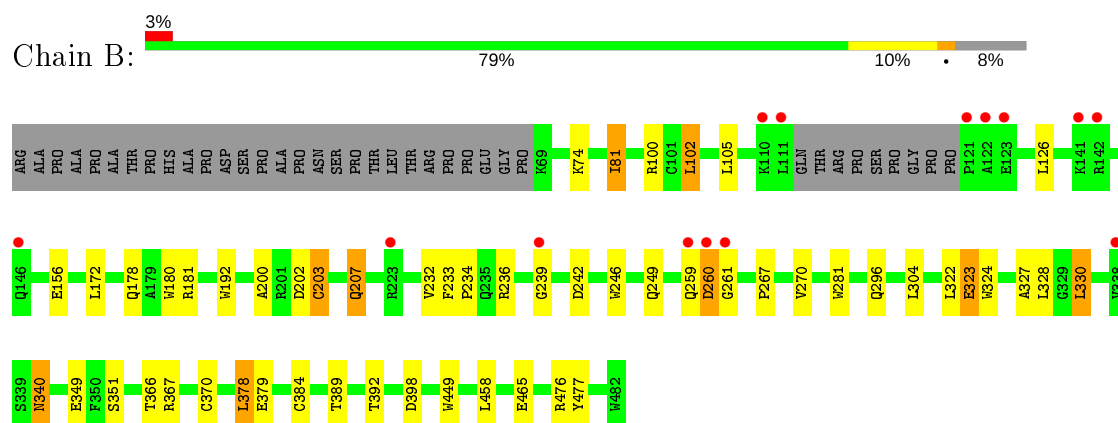 3%
Chain B:
79% 10% • 8%
ARG ALA PRO ALA PRO ALA THR PRO HIS ALA PRO ASP SER PRO ALA PRO ASN SER PRO THR LEU THR ARG PRO PRO GLU GLY PRO K69 K74 I81 R100 C101 L102 L105 K110 L111 GLN THR ARG PRO SER PRO GLY PRO PRO P121 A122 E123 L126 K141 R142
Q146 E156 L172 Q178 A179 W180 R181 W192 A200 R201 D202 C203 Q207 R223 V232 F233 P234 Q235 R236 G239 D242 W246 Q249 Q259 D260 G261 P267 V270 W281 Q296 L304 L322 E323 W324 A327 L328 G329 L330 V338
S339 N340 E349 F350 S351 T366 R367 C370 L378 E379 C384 T389 T392 D398 W449 L458 E465 R476 Y477 W482